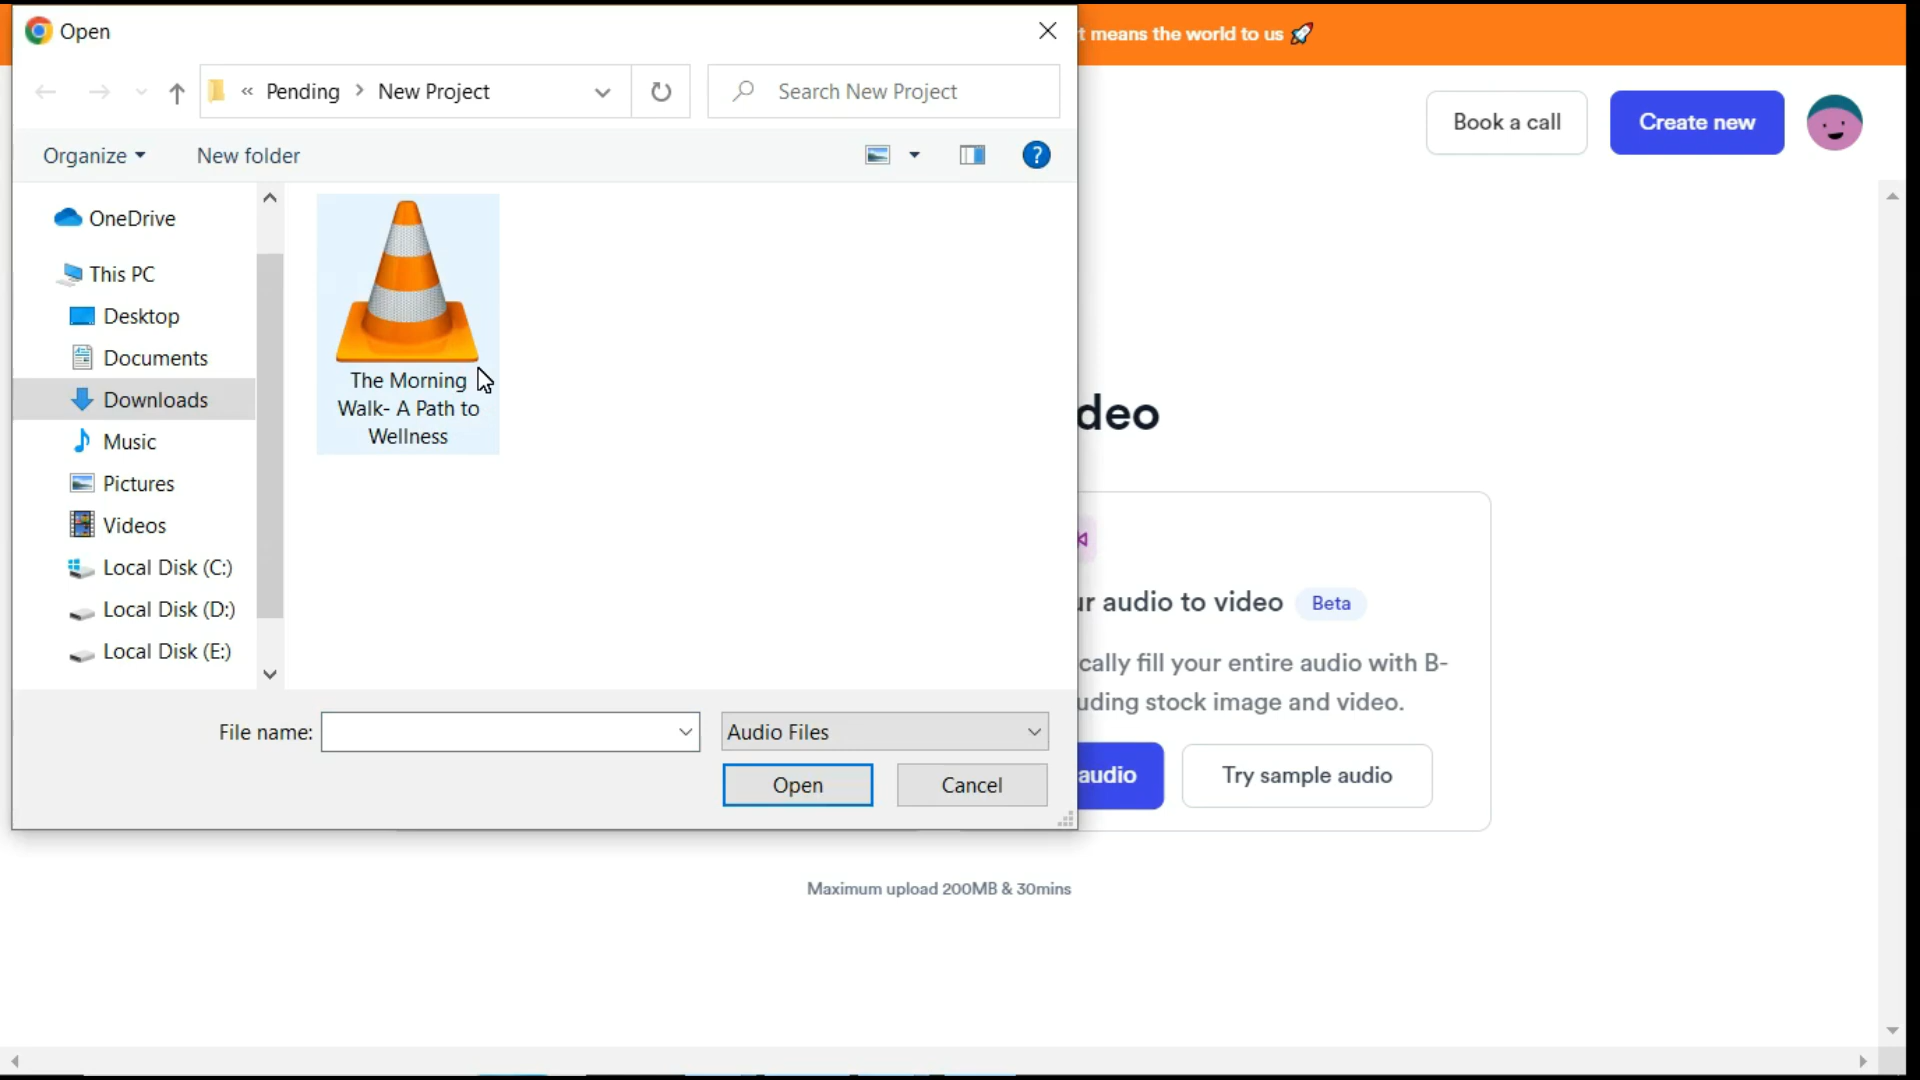 Open
t means the world to us
« Pending > New Project
Search New Project
Book a call
Create new
Organize
New folder
?
OneDrive
This PC
Desktop
Documents
Downloads
Music
Pictures
Videos
Local Disk (C:)
Local Disk (D:)
Local Disk (E:)
The Morning
Walk- A Path to
Wellness
deo
ur audio to video
Beta
cally fill your entire audio with B-
uding stock image and video.
File name:
Audio Files
Open
Cancel
audio
Try sample audio
Maximum upload 200MB & 30mins